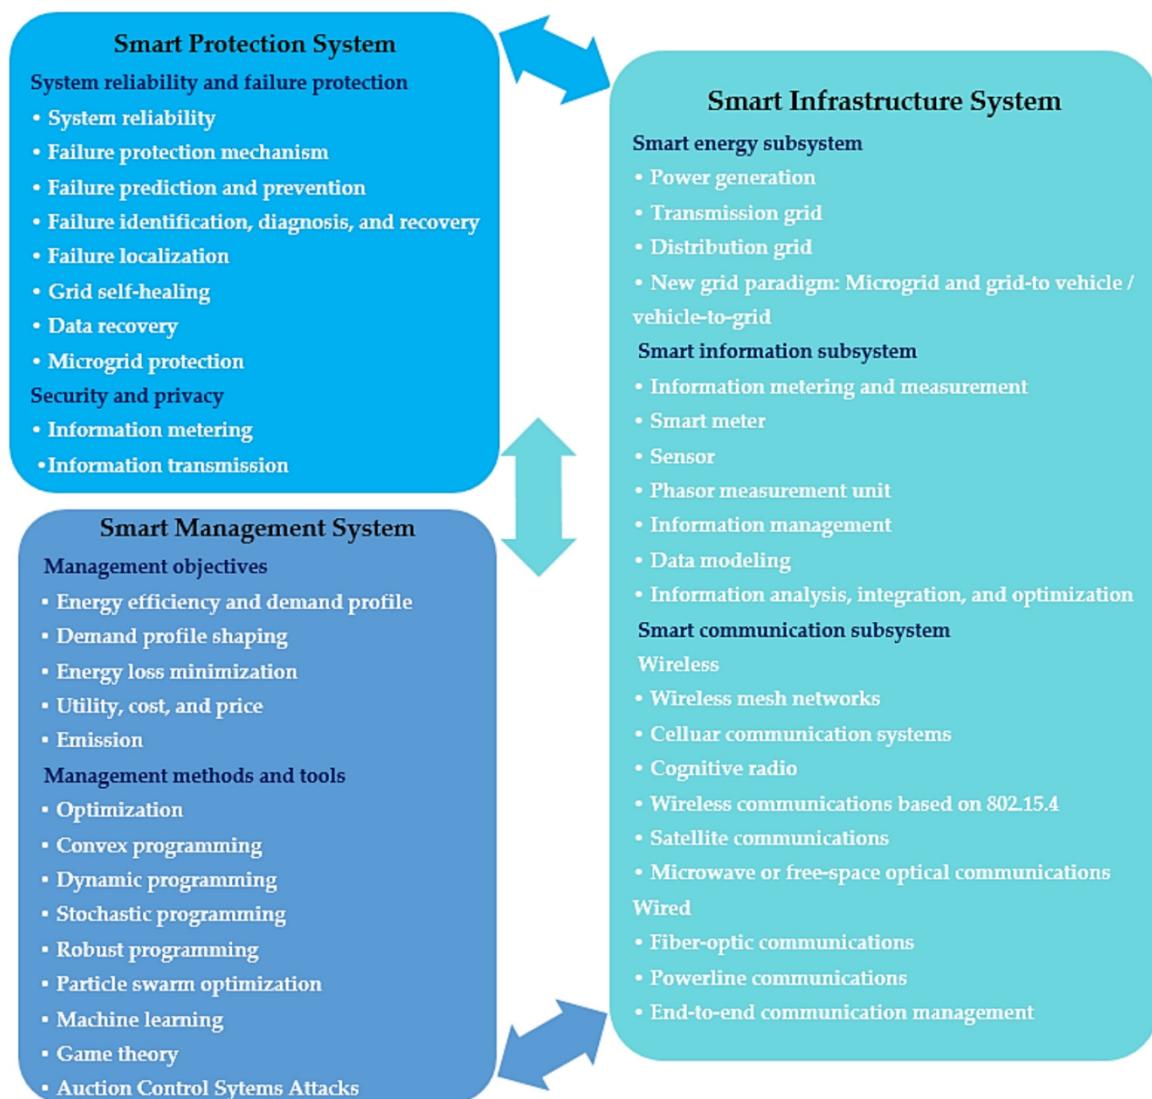 Smart Protection System
System reliability and failure protection
• System reliability
• Failure protection mechanism
• Failure prediction and prevention
• Failure identification, diagnosis, and recovery
• Failure localization
• Grid self-healing
• Data recovery
• Microgrid protection
Security and privacy
• Information metering
•Information transmission
Smart Management System
Management objectives
▪ Energy efficiency and demand profile
▪ Demand profile shaping
▪ Energy loss minimization
▪ Utility, cost, and price
▪ Emission
Management methods and tools
▪ Optimization
▪ Convex programming
▪ Dynamic programming
▪ Stochastic programming
▪ Robust programming
▪ Particle swarm optimization
▪ Machine learning
▪ Game theory
▪ Auction Control Sytems Attacks
Smart Infrastructure System
Smart energy subsystem
• Power generation
• Transmission grid
• Distribution grid
• New grid paradigm: Microgrid and grid-to vehicle /
vehicle-to-grid
Smart information subsystem
• Information metering and measurement
• Smart meter
• Sensor
• Phasor measurement unit
• Information management
• Data modeling
• Information analysis, integration, and optimization
Smart communication subsystem
Wireless
• Wireless mesh networks
• Celluar communication systems
• Cognitive radio
• Wireless communications based on 802.15.4
• Satellite communications
• Microwave or free-space optical communications
Wired
• Fiber-optic communications
• Powerline communications
• End-to-end communication management